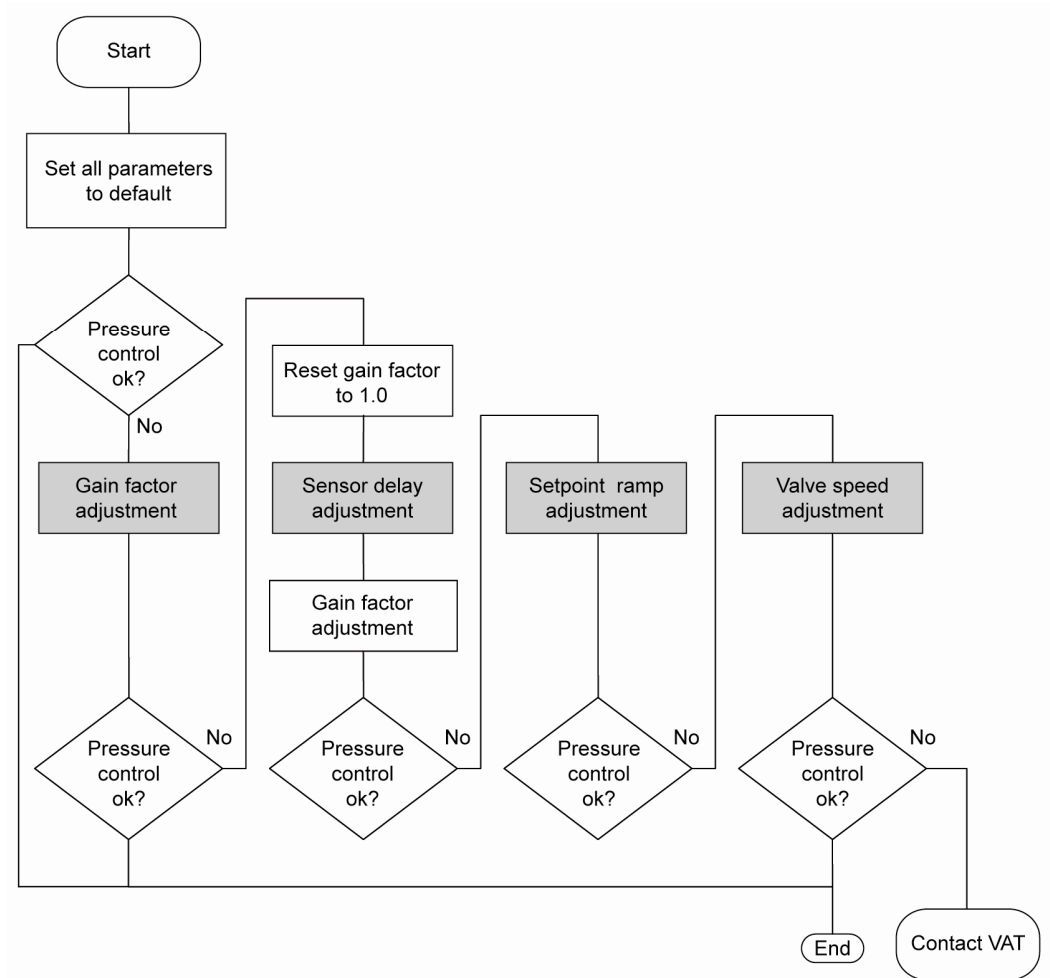 Start
Set all parameters
to default
Pressure
control
ok?
No
Gain factor
adjustment
Pressure
control
ok?
No
Reset gain factor
to 1.0
Sensor delay
adjustment
Gain factor
adjustment
Pressure
control
ok?
No
Setpoint ramp
adjustment
Pressure
control
ok?
No
Valve speed
adjustment
Pressure
control
ok?
No
End
Contact VAT